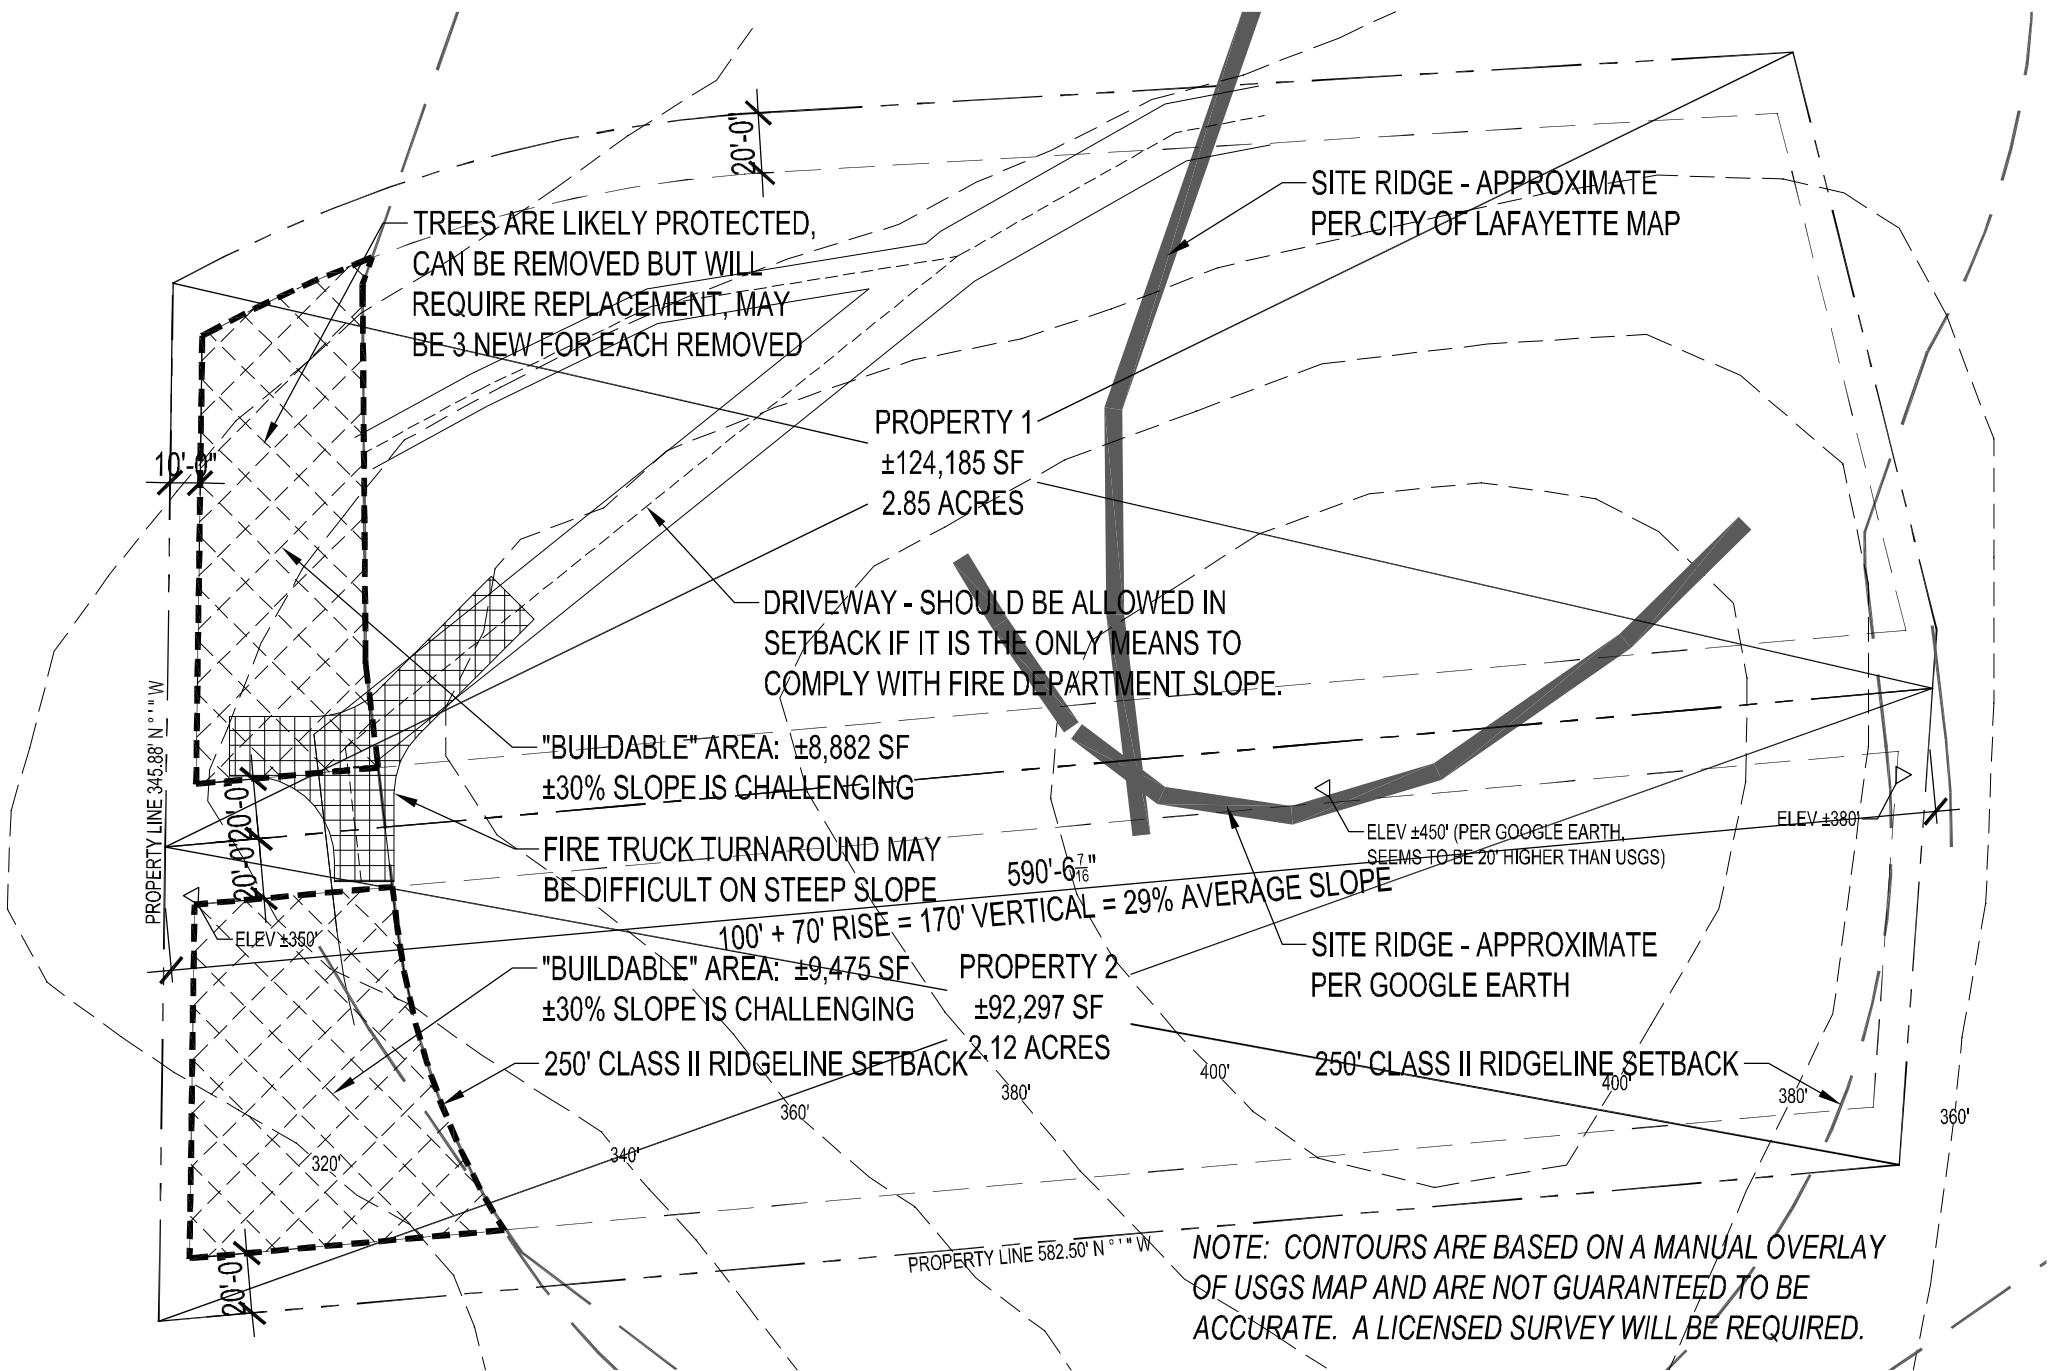 20'-0"
SITE RIDGE - APPROXIMATE
PER CITY OF LAFAYETTE MAP
TREES ARE LIKELY PROTECTED,
CAN BE REMOVED BUT WILL
REQUIRE REPLACEMENT, MAY
BE 3 NEW FOR EACH REMOVED
PROPERTY 1
±124,185 SF
2.85 ACRES
10'-0"
DRIVEWAY - SHOULD BE ALLOWED IN
SETBACK IF IT IS THE ONLY MEANS TO
COMPLY WITH FIRE DEPARTMENT SLOPE.
PROPERTY LINE 345.88' N ° ' " W
"BUILDABLE" AREA: ±8,882 SF
±30% SLOPE IS CHALLENGING
20'-0"
20'-0"
FIRE TRUCK TURNAROUND MAY
BE DIFFICULT ON STEEP SLOPE
ELEV ±450' (PER GOOGLE EARTH,
SEEMS TO BE 20' HIGHER THAN USGS)
ELEV ±380'
590'-6 7/16"
100' + 70' RISE = 170' VERTICAL = 29% AVERAGE SLOPE
ELEV ±350'
"BUILDABLE" AREA: ±9,475 SF
±30% SLOPE IS CHALLENGING
PROPERTY 2
±92,297 SF
2.12 ACRES
SITE RIDGE - APPROXIMATE
PER GOOGLE EARTH
250' CLASS II RIDGELINE SETBACK
250' CLASS II RIDGELINE SETBACK
320'
340'
360'
380'
400'
400'
380'
360'
20'-0"
PROPERTY LINE 582.50' N ° ' " W
NOTE: CONTOURS ARE BASED ON A MANUAL OVERLAY
OF USGS MAP AND ARE NOT GUARANTEED TO BE
ACCURATE. A LICENSED SURVEY WILL BE REQUIRED.